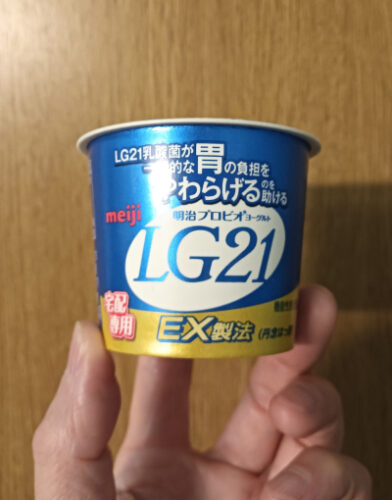 LG21乳酸菌が
一時的な胃の負担を
やわらげるのを助ける
meiji
明治プロビオヨーグルト
LG21
宅配
専用
EX製法